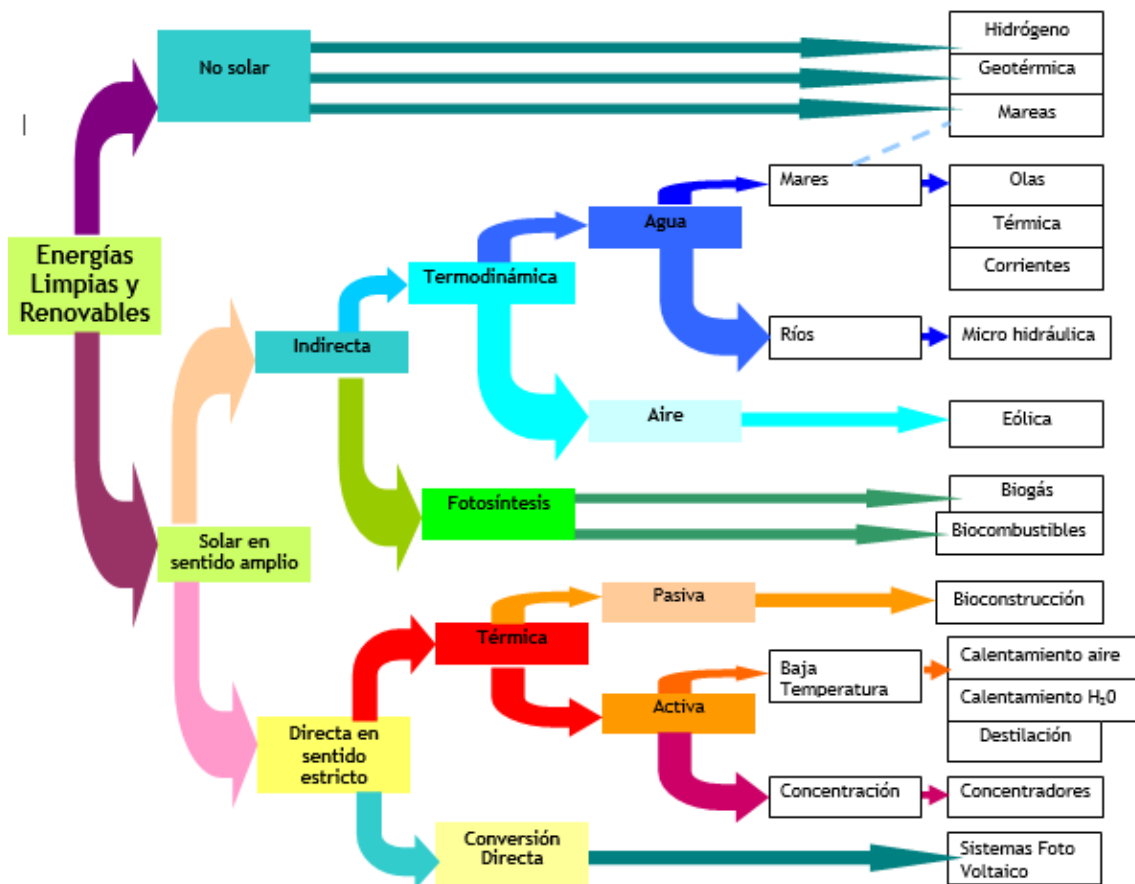 Hidrógeno
No solar
Geotérmica
Mareas
Mares
Olas
Agua
Térmica
Energías
Limpias y
Renovables
Termodinámica
Corrientes
Indirecta
Ríos
Micro hidráulica
Aire
Eólica
Fotosíntesis
Biogás
Biocombustibles
Solar en
sentido amplio
Pasiva
Bioconstrucción
Térmica
Baja
Temperatura
Calentamiento aire
Activa
Calentamiento H₂0
Destilación
Directa en
sentido
estricto
Concentración
Concentradores
Conversión
Directa
Sistemas Foto
Voltaico